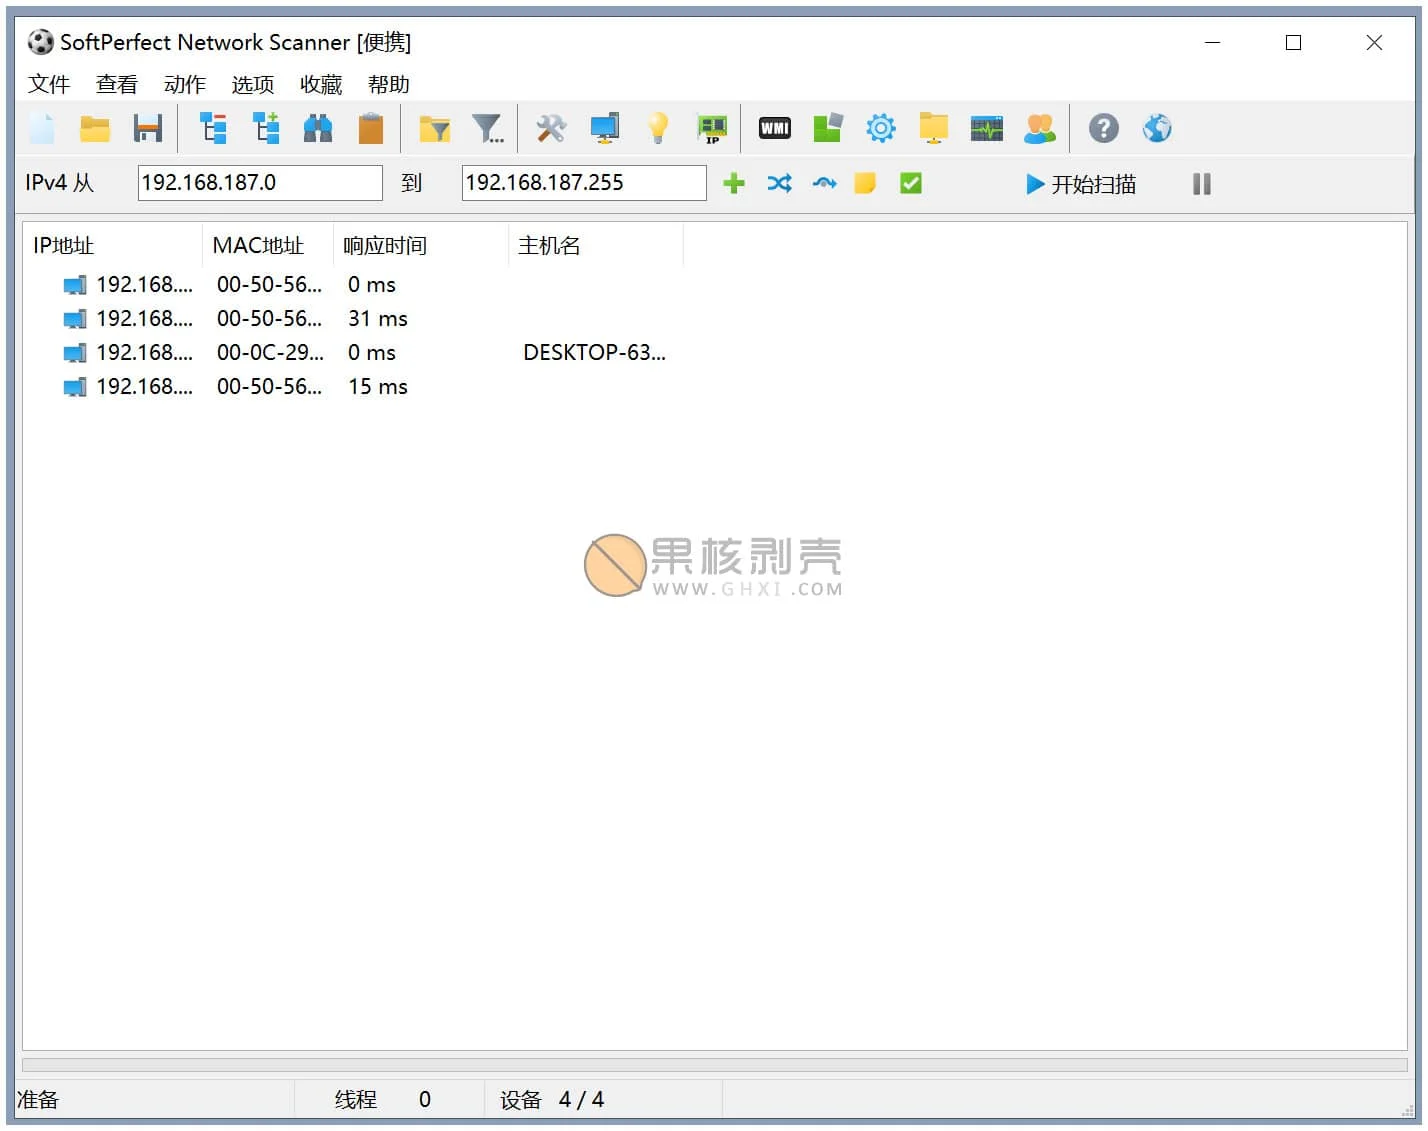 SoftPerfect Network Scanner [便携]
文件 查看 动作 选项 收藏 帮助
IP WMI ?
IPv4 从 192.168.187.0 到 192.168.187.255 开始扫描
IP地址 MAC地址 响应时间 主机名
192.168.... 00-50-56... 0 ms
192.168.... 00-50-56... 31 ms
192.168.... 00-0C-29... 0 ms DESKTOP-63...
192.168.... 00-50-56... 15 ms
果核剥壳
WWW.GHXI.COM
准备 线程 0 设备 4 / 4